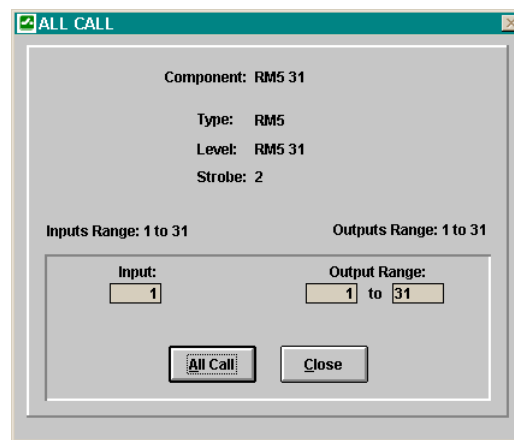 ALL CALL
Component: RM5 31
Type: RM5
Level: RM5 31
Strobe: 2
Inputs Range: 1 to 31 Outputs Range: 1 to 31
Input: Output Range:
1 1 to 31
All Call Close